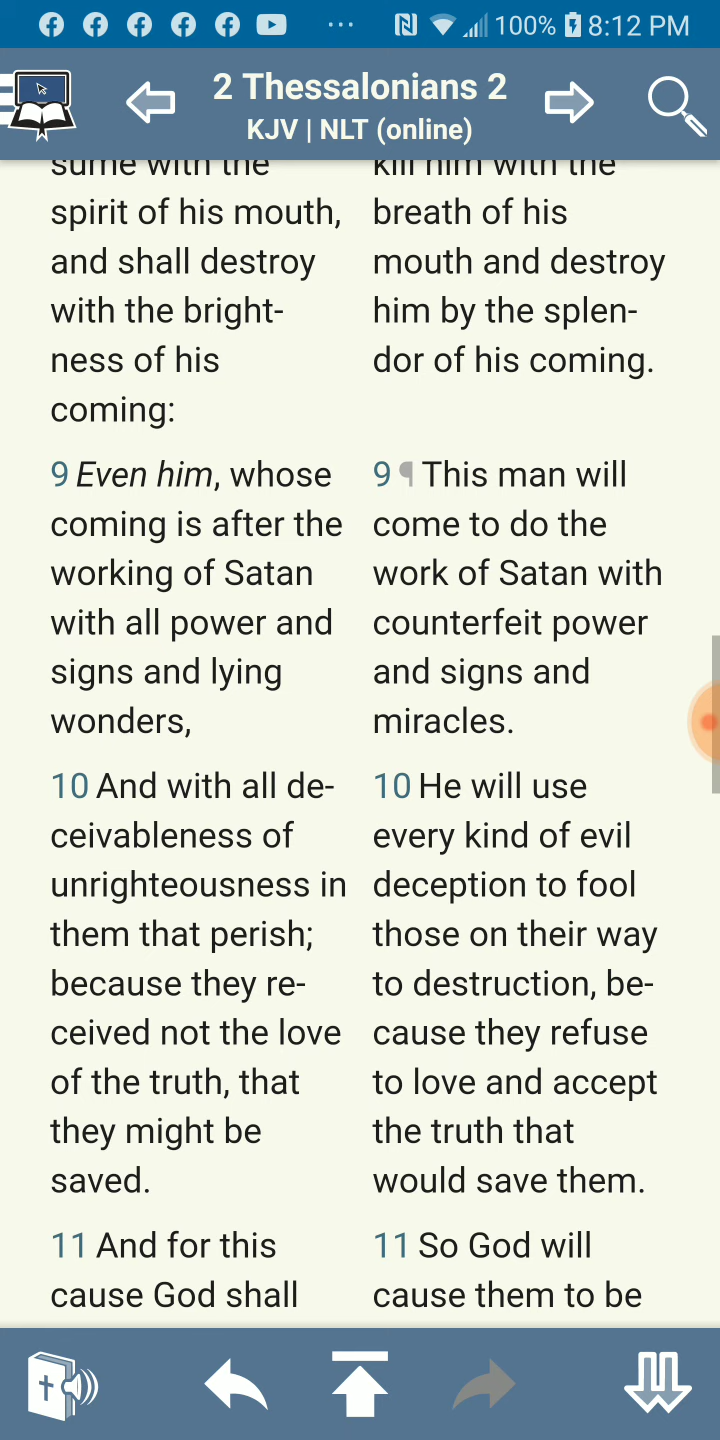 100% 8:12 PM
2 Thessalonians 2
KJV | NLT (online)
sume with the
spirit of his mouth,
and shall destroy
with the bright-
ness of his
coming:
9 Even him, whose
coming is after the
working of Satan
with all power and
signs and lying
wonders,
10 And with all de-
ceivableness of
unrighteousness in
them that perish;
because they re-
ceived not the love
of the truth, that
they might be
saved.
11 And for this
cause God shall
kill him with the
breath of his
mouth and destroy
him by the splen-
dor of his coming.
9 ¶ This man will
come to do the
work of Satan with
counterfeit power
and signs and
miracles.
10 He will use
every kind of evil
deception to fool
those on their way
to destruction, be-
cause they refuse
to love and accept
the truth that
would save them.
11 So God will
cause them to be